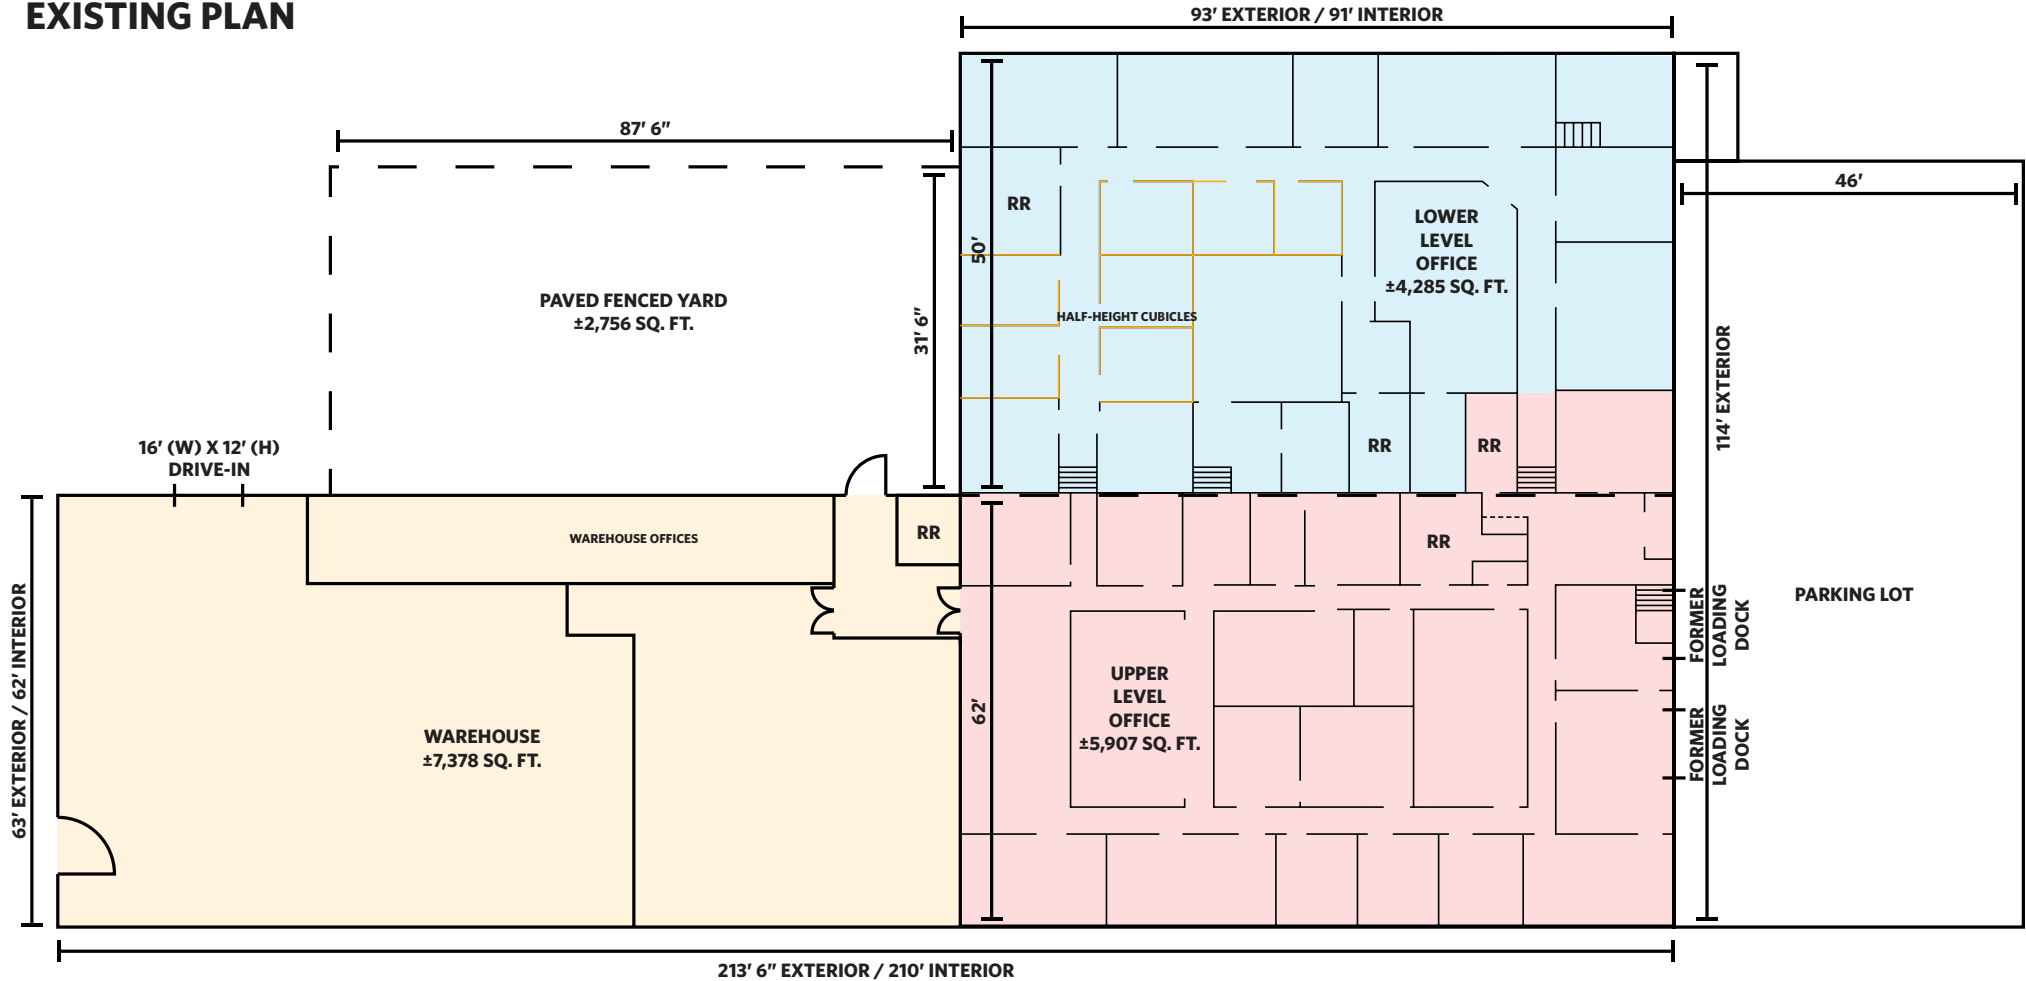 EXISTING PLAN
93′ EXTERIOR / 91′ INTERIOR
87′ 6″
46′
RR
LOWER
LEVEL
OFFICE
±4,285 SQ. FT.
50′
PAVED FENCED YARD
±2,756 SQ. FT.
31′ 6″
HALF-HEIGHT CUBICLES
114′ EXTERIOR
16′ (W) X 12′ (H)
DRIVE-IN
RR
RR
WAREHOUSE OFFICES
RR
RR
PARKING LOT
FORMER
LOADING
DOCK
63′ EXTERIOR / 62′ INTERIOR
UPPER
LEVEL
OFFICE
±5,907 SQ. FT.
62′
WAREHOUSE
±7,378 SQ. FT.
FORMER
LOADING
DOCK
213′ 6″ EXTERIOR / 210′ INTERIOR